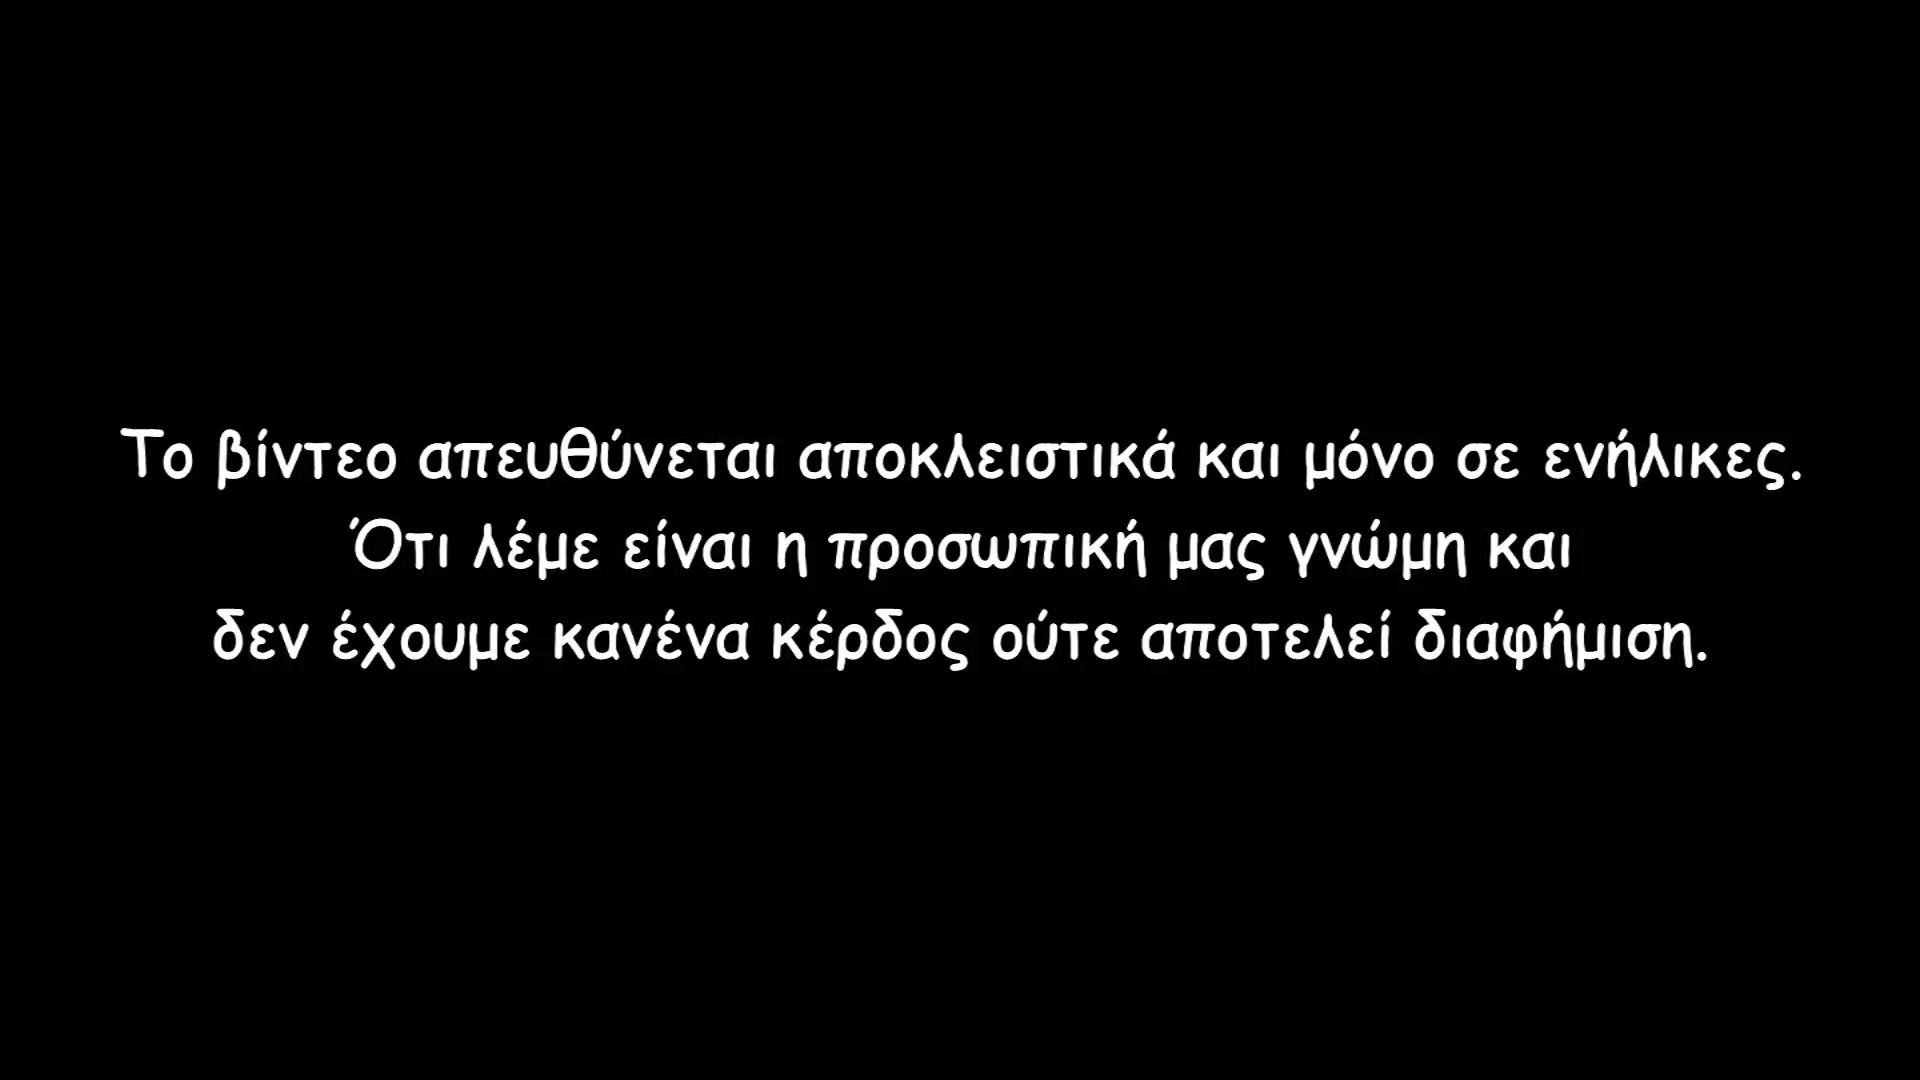 Το βίντεο απευθύνεται αποκλειστικά και μόνο σε ενήλικες.
Ότι λέμε είναι η προσωπική μας γνώμη και
δεν έχουμε κανένα κέρδος ούτε αποτελεί διαφήμιση.